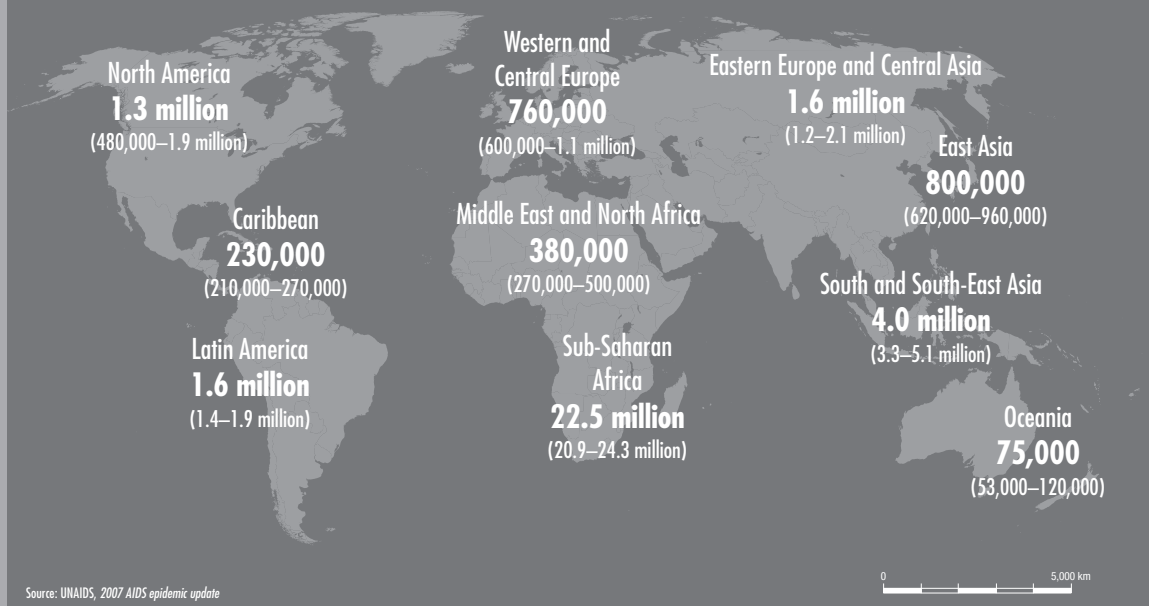 North America
1.3 million
(480,000–1.9 million)
Western and
Central Europe
760,000
(600,000–1.1 million)
Eastern Europe and Central Asia
1.6 million
(1.2–2.1 million)
East Asia
800,000
(620,000–960,000)
Caribbean
230,000
(210,000–270,000)
Middle East and North Africa
380,000
(270,000–500,000)
South and South-East Asia
4.0 million
(3.3–5.1 million)
Latin America
1.6 million
(1.4–1.9 million)
Sub-Saharan
Africa
22.5 million
(20.9–24.3 million)
Oceania
75,000
(53,000–120,000)
0 5,000 km
Source: UNAIDS, 2007 AIDS epidemic update